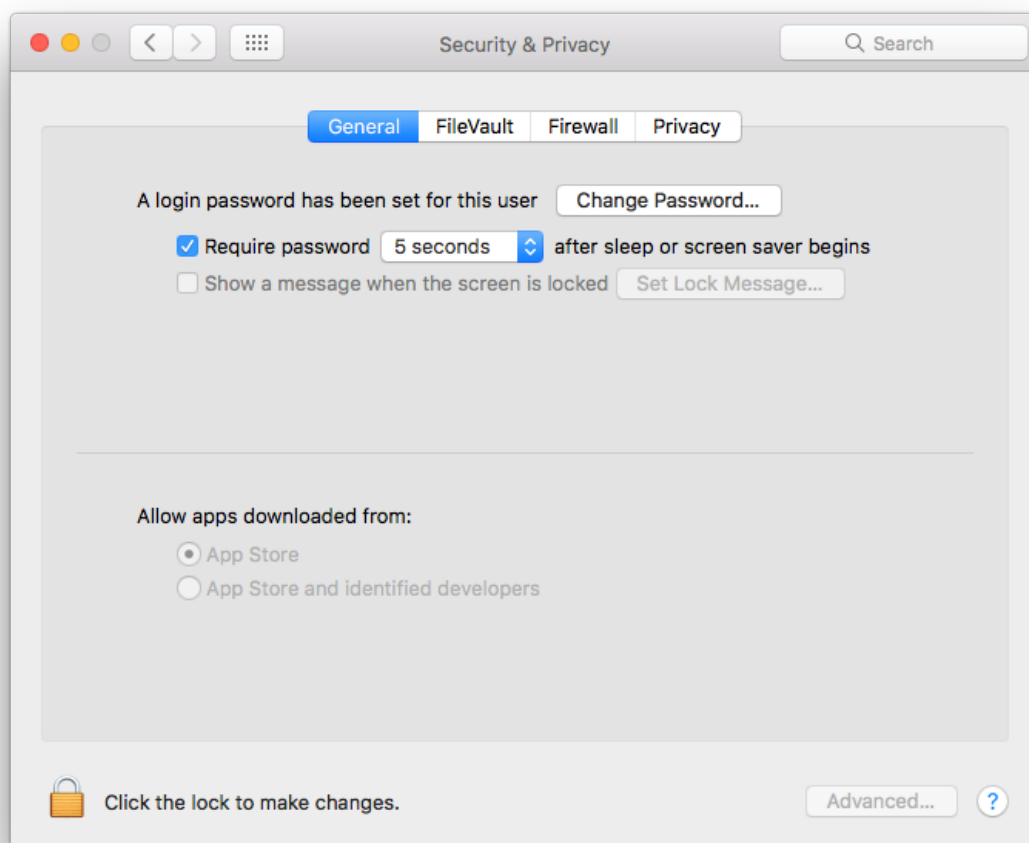 Security & Privacy
Search
General FileVault Firewall Privacy
A login password has been set for this user Change Password...
Require password 5 seconds after sleep or screen saver begins
Show a message when the screen is locked Set Lock Message...
Allow apps downloaded from:
App Store
App Store and identified developers
Click the lock to make changes.
Advanced... ?